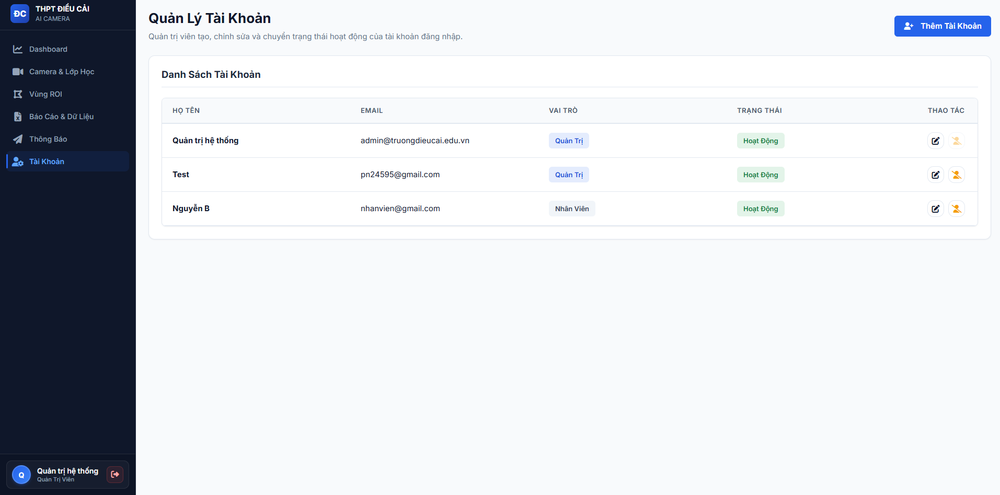 ĐC
THPT ĐIỀU CẢI
AI CAMERA
Dashboard
Camera & Lớp Học
Vùng ROI
Báo Cáo & Dữ Liệu
Thông Báo
Tài Khoản
Q
Quản trị hệ thống
Quản Trị Viên
Quản Lý Tài Khoản
Quản trị viên tạo, chỉnh sửa và chuyển trạng thái hoạt động của tài khoản đăng nhập.
Thêm Tài Khoản
Danh Sách Tài Khoản
HỌ TÊN EMAIL VAI TRÒ TRẠNG THÁI THAO TÁC
Quản trị hệ thống admin@truongdieucai.edu.vn Quản Trị Hoạt Động
Test pn24595@gmail.com Quản Trị Hoạt Động
Nguyễn B nhanvien@gmail.com Nhân Viên Hoạt Động